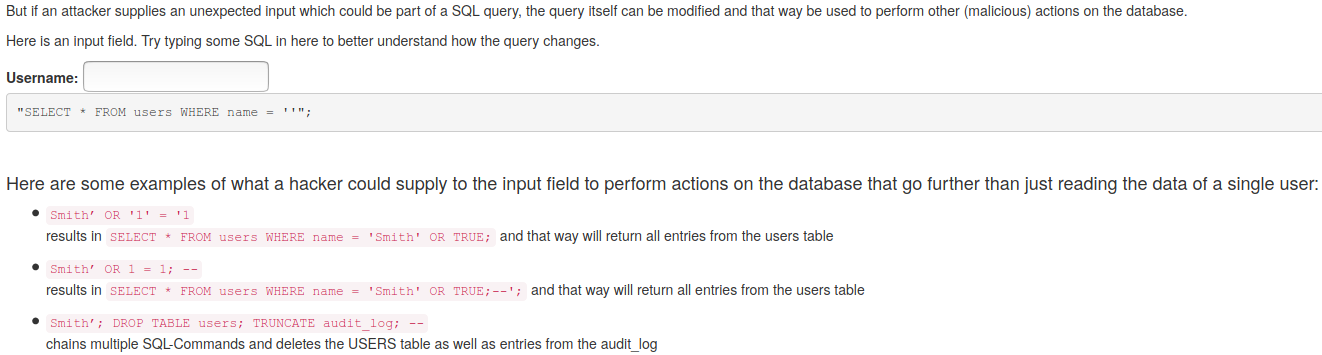 But if an attacker supplies an unexpected input which could be part of a SQL query, the query itself can be modified and that way be used to perform other (malicious) actions on the database.
Here is an input field. Try typing some SQL in here to better understand how the query changes.
Username:
"SELECT * FROM users WHERE name = ''";
Here are some examples of what a hacker could supply to the input field to perform actions on the database that go further than just reading the data of a single user:
• Smith’ OR '1' = '1
results in SELECT * FROM users WHERE name = 'Smith' OR TRUE; and that way will return all entries from the users table
• Smith’ OR 1 = 1; --
results in SELECT * FROM users WHERE name = 'Smith' OR TRUE;--'; and that way will return all entries from the users table
• Smith’; DROP TABLE users; TRUNCATE audit_log; --
chains multiple SQL-Commands and deletes the USERS table as well as entries from the audit_log